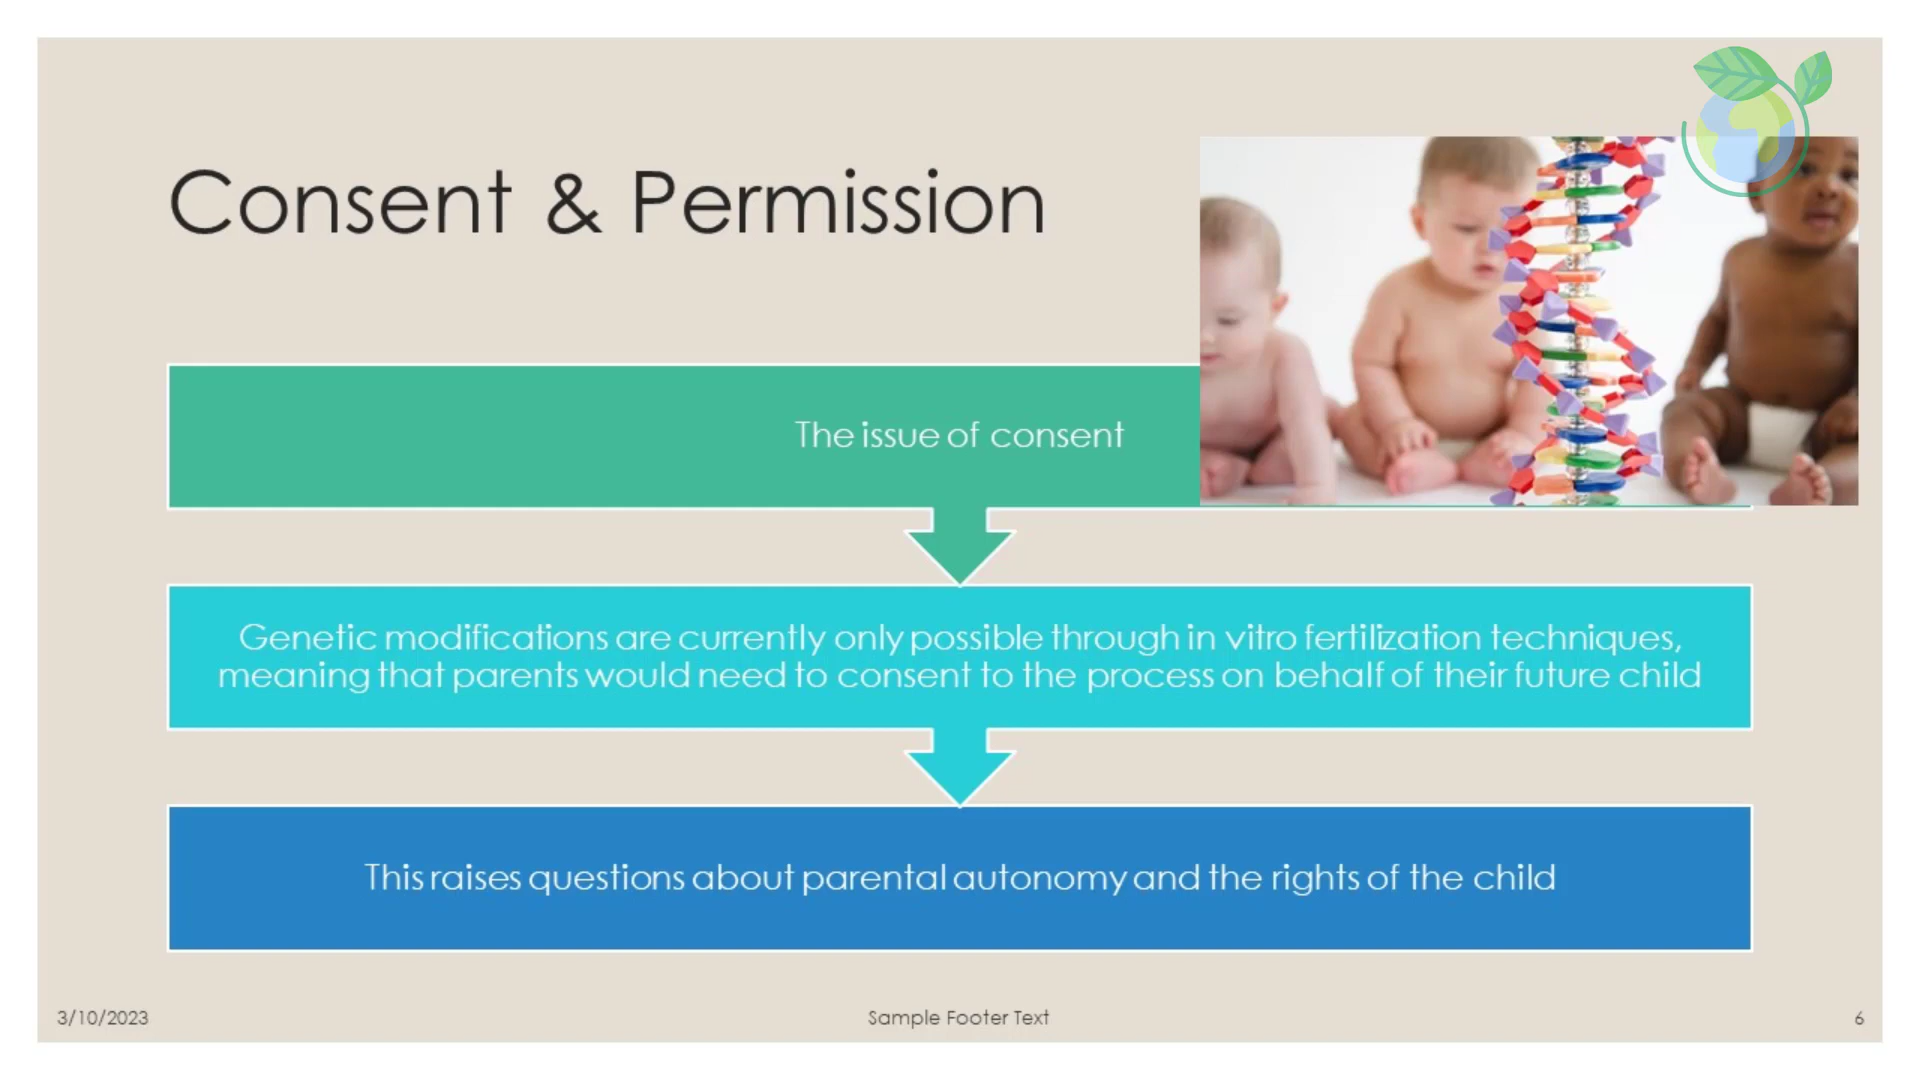 Consent & Permission
The issue of consent
Genetic modifications are currently only possible through in vitro fertilization techniques,
meaning that parents would need to consent to the process on behalf of their future child
This raises questions about parental autonomy and the rights of the child
3/10/2023
Sample Footer Text
6